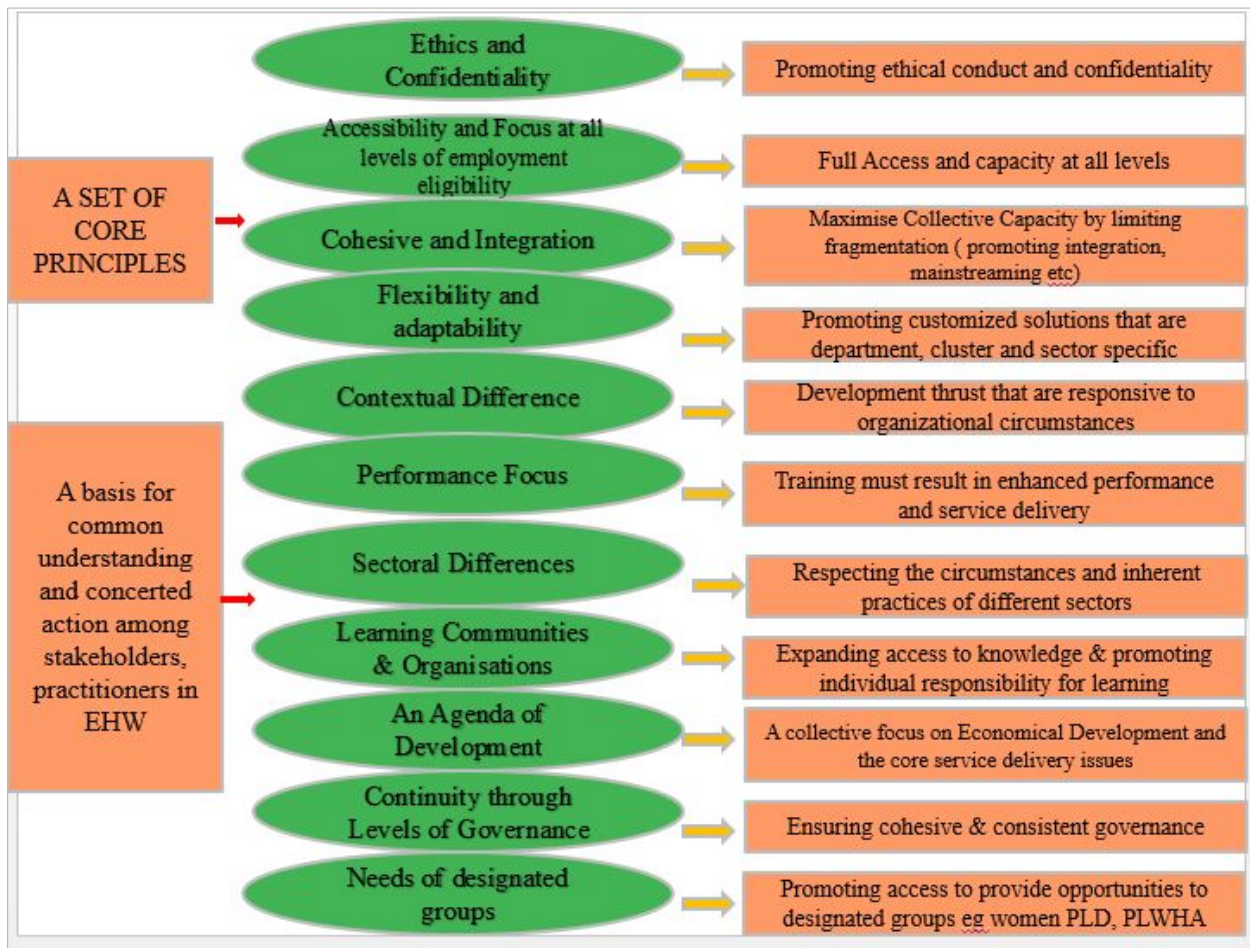 A SET OF
CORE
PRINCIPLES
A basis for
common
understanding
and concerted
action among
stakeholders,
practitioners in
EHW
Ethics and
Confidentiality
Promoting ethical conduct and confidentiality
Accessibility and Focus at all
levels of employment
eligibility
Full Access and capacity at all levels
Cohesive and Integration
Maximise Collective Capacity by limiting
fragmentation ( promoting integration,
mainstreaming etc)
Flexibility and
adaptability
Promoting customized solutions that are
department, cluster and sector specific
Contextual Difference
Development thrust that are responsive to
organizational circumstances
Performance Focus
Training must result in enhanced performance
and service delivery
Sectoral Differences
Respecting the circumstances and inherent
practices of different sectors
Learning Communities
& Organisations
Expanding access to knowledge & promoting
individual responsibility for learning
An Agenda of
Development
A collective focus on Economical Development and
the core service delivery issues
Continuity through
Levels of Governance
Ensuring cohesive & consistent governance
Needs of designated
groups
Promoting access to provide opportunities to
designated groups eg women PLD, PLWHA